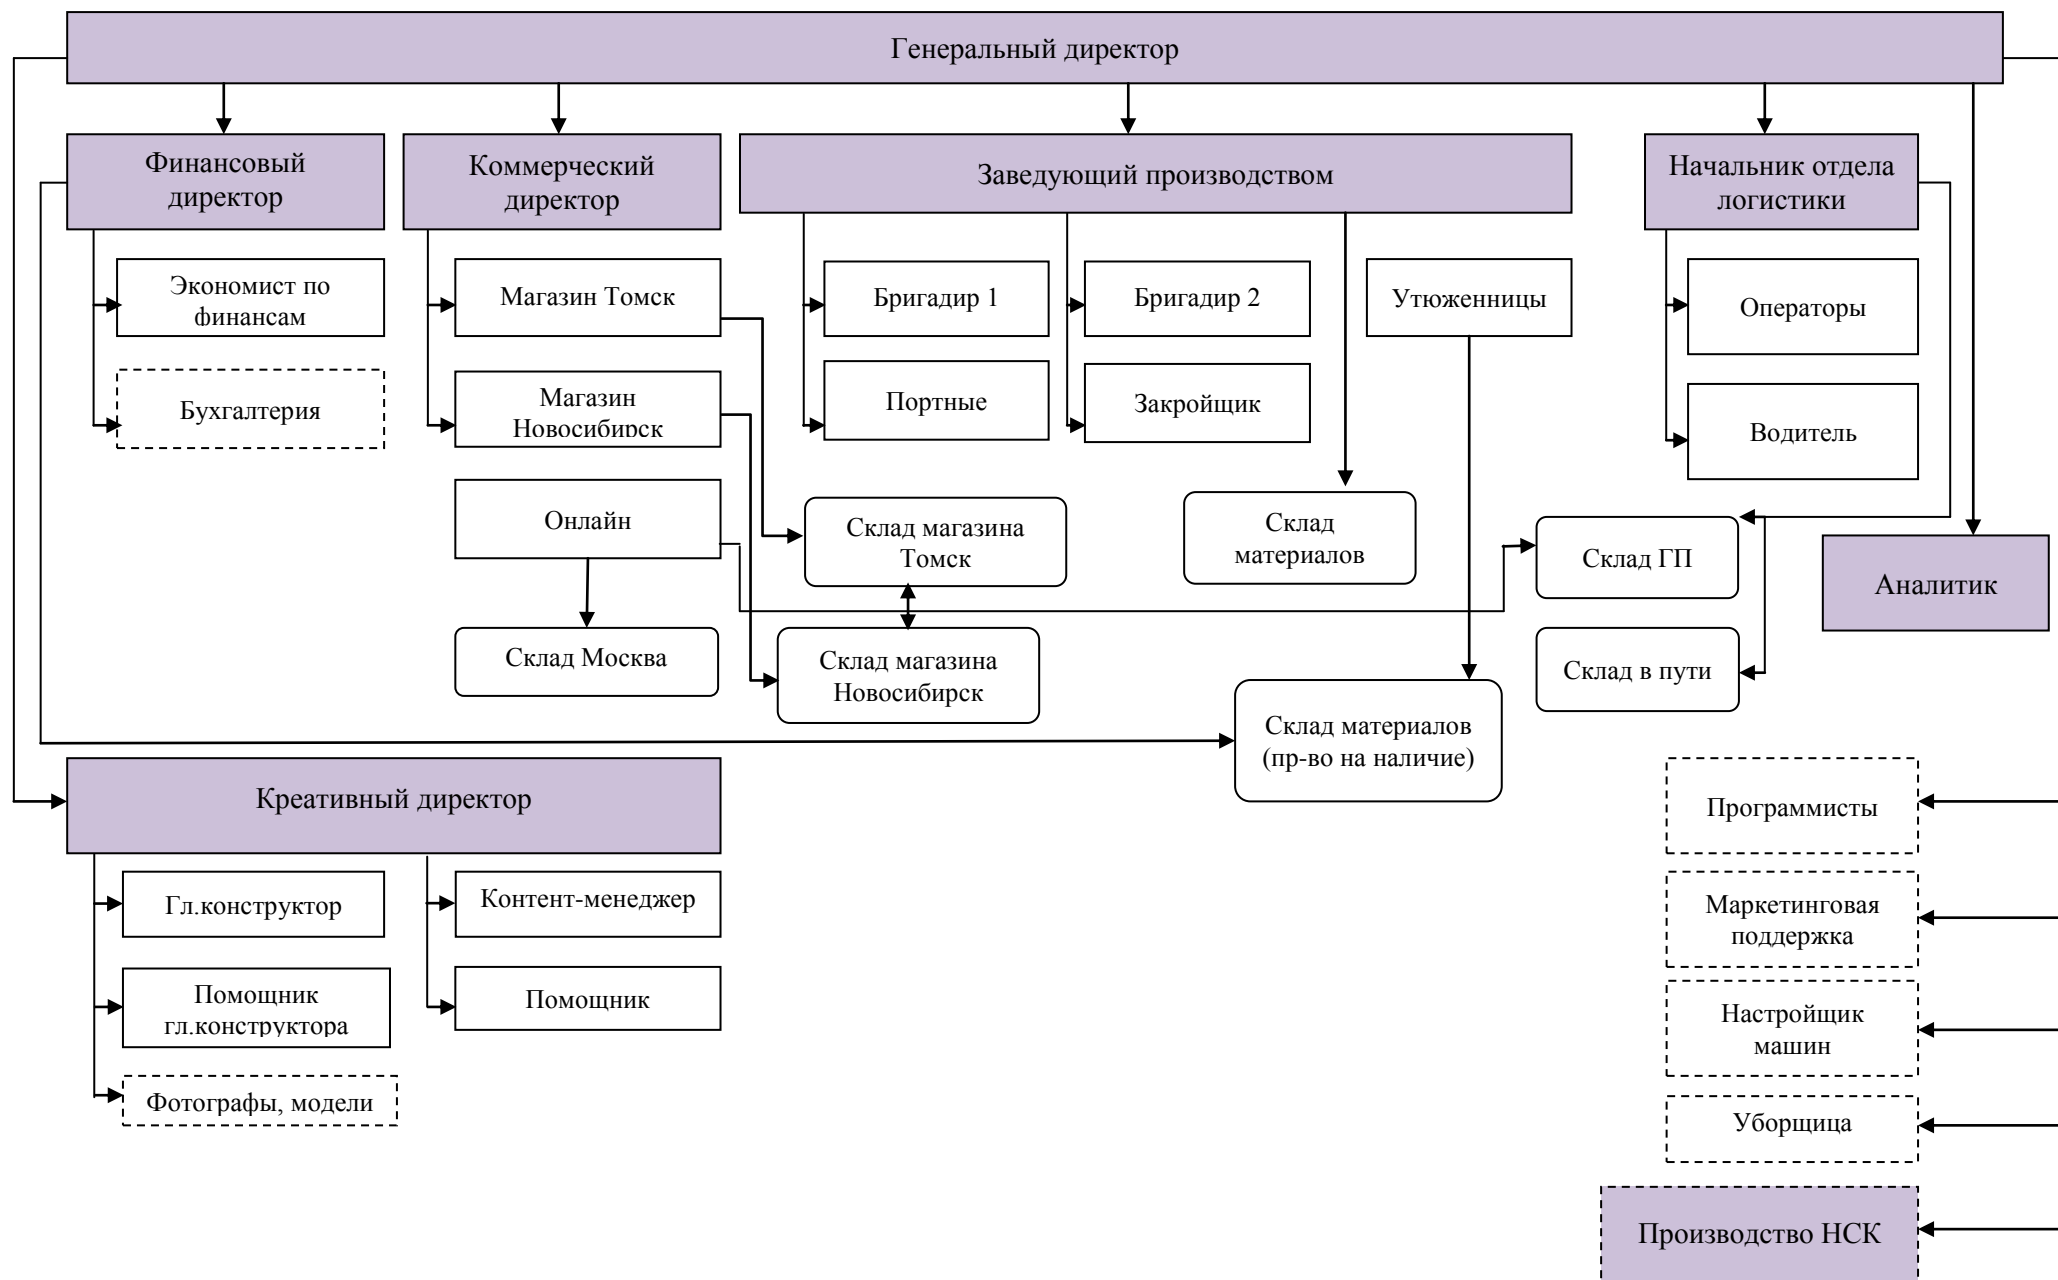 Генеральный директор
Финансовый
директор
Коммерческий
директор
Заведующий производством
Начальник отдела
логистики
Экономист по
финансам
Магазин Томск
Бригадир 1
Бригадир 2
Утюженницы
Операторы
Бухгалтерия
Магазин
Новосибирск
Портные
Закройщик
Водитель
Онлайн
Склад магазина
Томск
Склад
материалов
Склад ГП
Аналитик
Склад Москва
Склад магазина
Новосибирск
Склад в пути
Склад материалов
(пр-во на наличие)
Креативный директор
Программисты
Гл.конструктор
Контент-менеджер
Маркетинговая
поддержка
Помощник
гл.конструктора
Помощник
Настройщик
машин
Фотографы, модели
Уборщица
Производство НСК